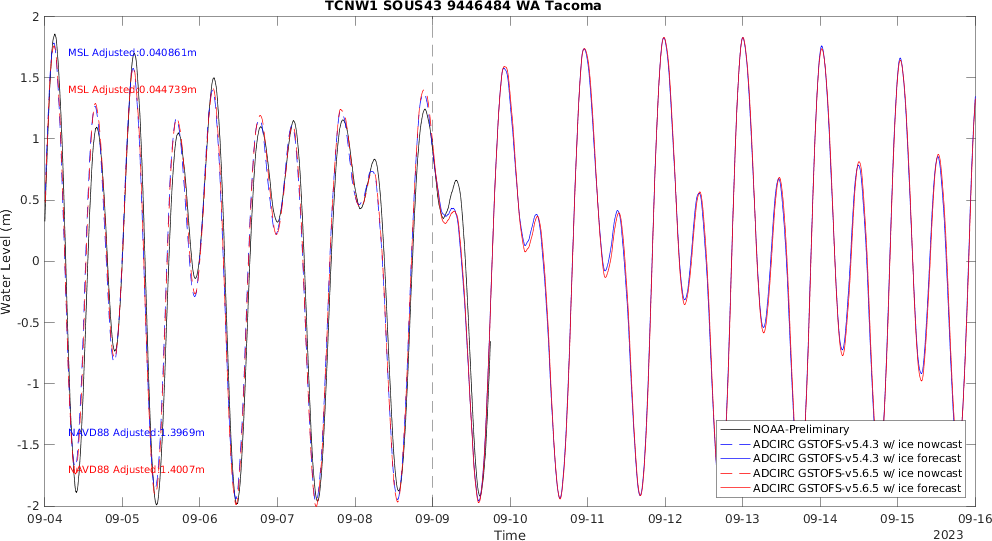 TCNW1 SOUS43 9446484 WA Tacoma
2
1.5
1
0.5
0
-0.5
-1
-1.5
-2
Water Level (m)
MSL Adjusted:0.040861m
MSL Adjusted:0.044739m
NAVD88 Adjusted:1.3969m
NAVD88 Adjusted:1.4007m
NOAA-Preliminary
ADCIRC GSTOFS-v5.4.3 w/ ice nowcast
ADCIRC GSTOFS-v5.4.3 w/ ice forecast
ADCIRC GSTOFS-v5.6.5 w/ ice nowcast
ADCIRC GSTOFS-v5.6.5 w/ ice forecast
09-04 09-05 09-06 09-07 09-08 09-09 09-10 09-11 09-12 09-13 09-14 09-15 09-16
Time
2023